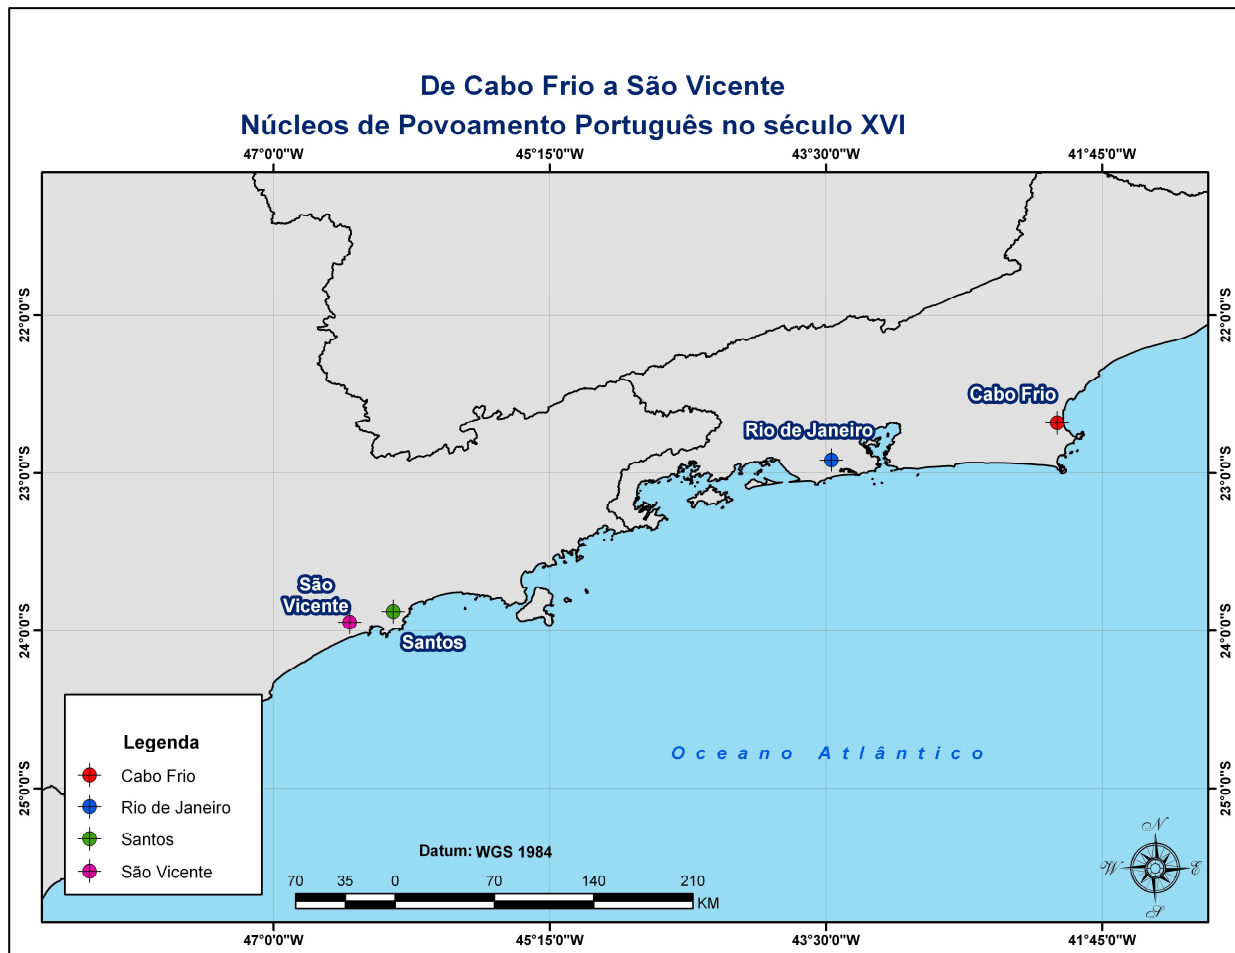 De Cabo Frio a São Vicente
Núcleos de Povoamento Português no século XVI
47°0'0"W 45°15'0"W 43°30'0"W 41°45'0"W
22°0'0"S 22°0'0"S
Cabo Frio
Rio de Janeiro
23°0'0"S 23°0'0"S
São
Vicente
Santos
24°0'0"S 24°0'0"S
Oceano Atlântico
25°0'0"S 25°0'0"S
Legenda
Cabo Frio
Rio de Janeiro
Santos
São Vicente
Datum: WGS 1984
70 35 0 70 140 210
KM
N
W E
S
47°0'0"W 45°15'0"W 43°30'0"W 41°45'0"W